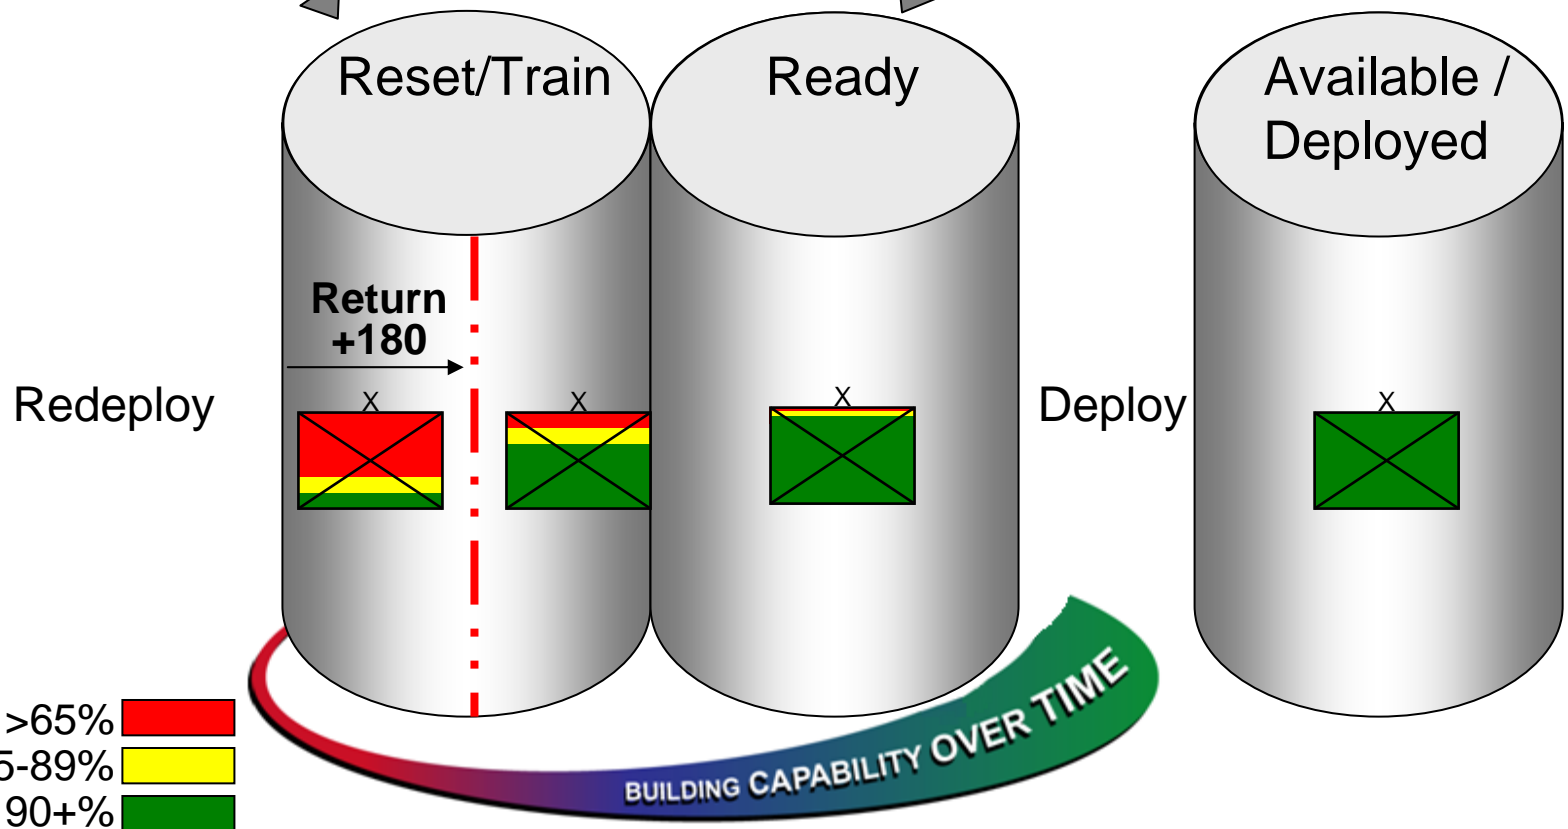 Reset/Train
Ready
Available /
Deployed
Return
+180
Redeploy
X
X
X
Deploy
X
>65%
5-89%
90+%
BUILDING CAPABILITY OVER TIME